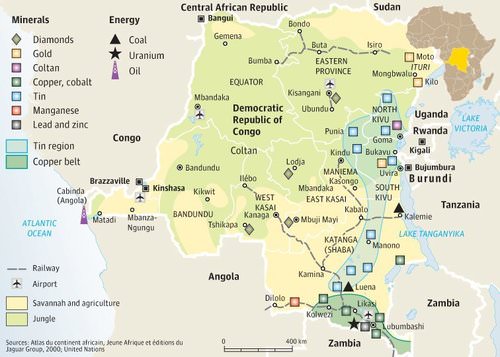 Minerals
Diamonds
Gold
Coltan
Copper, cobalt
Tin
Manganese
Lead and zinc
Tin region
Copper belt
Energy
Coal
Uranium
Oil
Central African Republic
Sudan
Bangui
Bondo
Gemena
Buta
Isiro
Moto
Bumba
EASTERN
PROVINCE
ITURI
Mongbwalu
Kilo
EQUATOR
Kisangani
Mbandaka
Ubundu
NORTH
KIVU
Uganda
LAKE
VICTORIA
Democratic
Republic of
Congo
Punia
Goma
Rwanda
Kigali
Congo
Coltan
Kindu
Bukavu
Bujumbura
Lodja
MANIEMA
Uvira
Burundi
Bandundu
Kasongo
SOUTH
KIVU
Brazzaville
Kinshasa
Ilébo
Mbandaka
EAST KASAI
Tanzania
Cabinda
(Angola)
Kikwit
WEST
KASAI
Kabalo
Kalemie
Matadi
Mbanza-
Ngungu
BANDUNDU
Kanaga
Mbuji Mayi
ATLANTIC
OCEAN
Tshikapa
KATANGA
(SHABA)
Manono
LAKE TANGANYIKA
Angola
Kamina
Luena
Zambia
Dilolo
Kolwezi
Likasi
Lubumbashi
Zambia
Railway
Airport
Savannah and agriculture
Jungle
0 200 km 400 km
Sources: Atlas du continent africain, Jeune Afrique et éditions du
Jaguar Group, 2000; United Nations